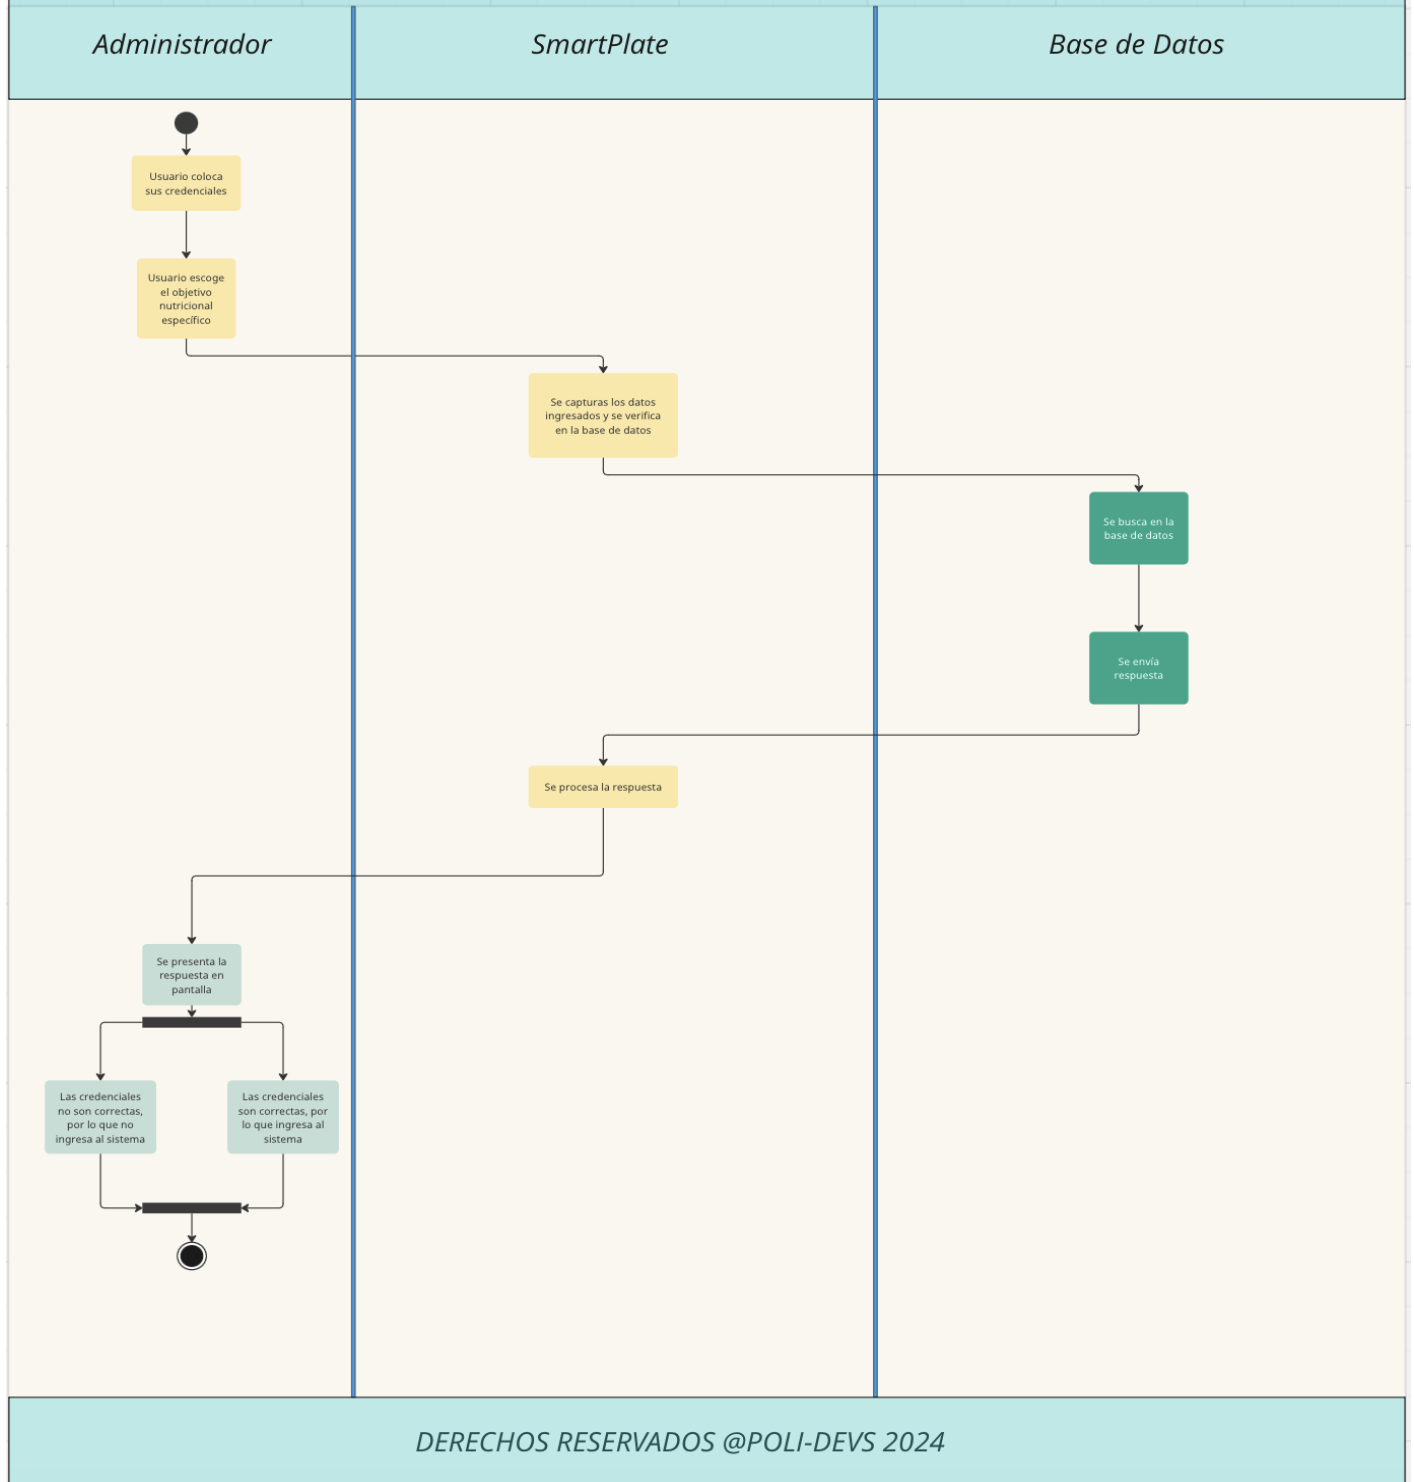 Administrador
SmartPlate
Base de Datos
Usuario coloca
sus credenciales
Usuario escoge
el objetivo
nutricional
específico
Se capturas los datos
ingresados y se verifica
en la base de datos
Se busca en la
base de datos
Se envía
respuesta
Se procesa la respuesta
Se presenta la
respuesta en
pantalla
Las credenciales
no son correctas,
por lo que no
ingresa al sistema
Las credenciales
son correctas, por
lo que ingresa al
sistema
DERECHOS RESERVADOS @POLI-DEVS 2024